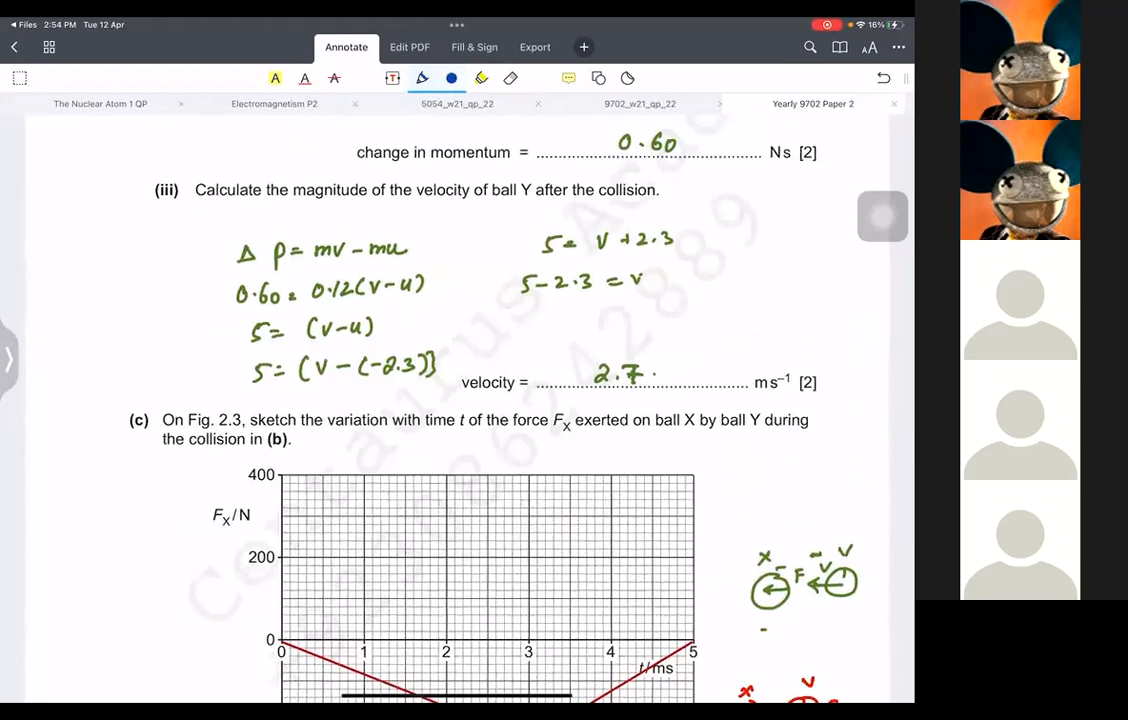 Files 2:54 PM Tue 12 Apr
16%
Annotate Edit PDF Fill & Sign Export
The Nuclear Atom 1 QP Electromagnetism P2 5054_w21_qp_22 9702_w21_qp_22 Yearly 9702 Paper 2
change in momentum = 0.60 Ns [2]
(iii) Calculate the magnitude of the velocity of ball Y after the collision.
Δ p = mv - mu
0.60 = 0.12(v-u)
5 = (v-u)
5 = (v-(-2.3)]
5 = v + 2.3
5-2.3 = v
velocity = 2.7 ms⁻¹ [2]
(c) On Fig. 2.3, sketch the variation with time t of the force FX exerted on ball X by ball Y during
the collision in (b).
400
FX / N
200
0
0 1 2 3 4 5
t / ms
X - F - V V
-
X V